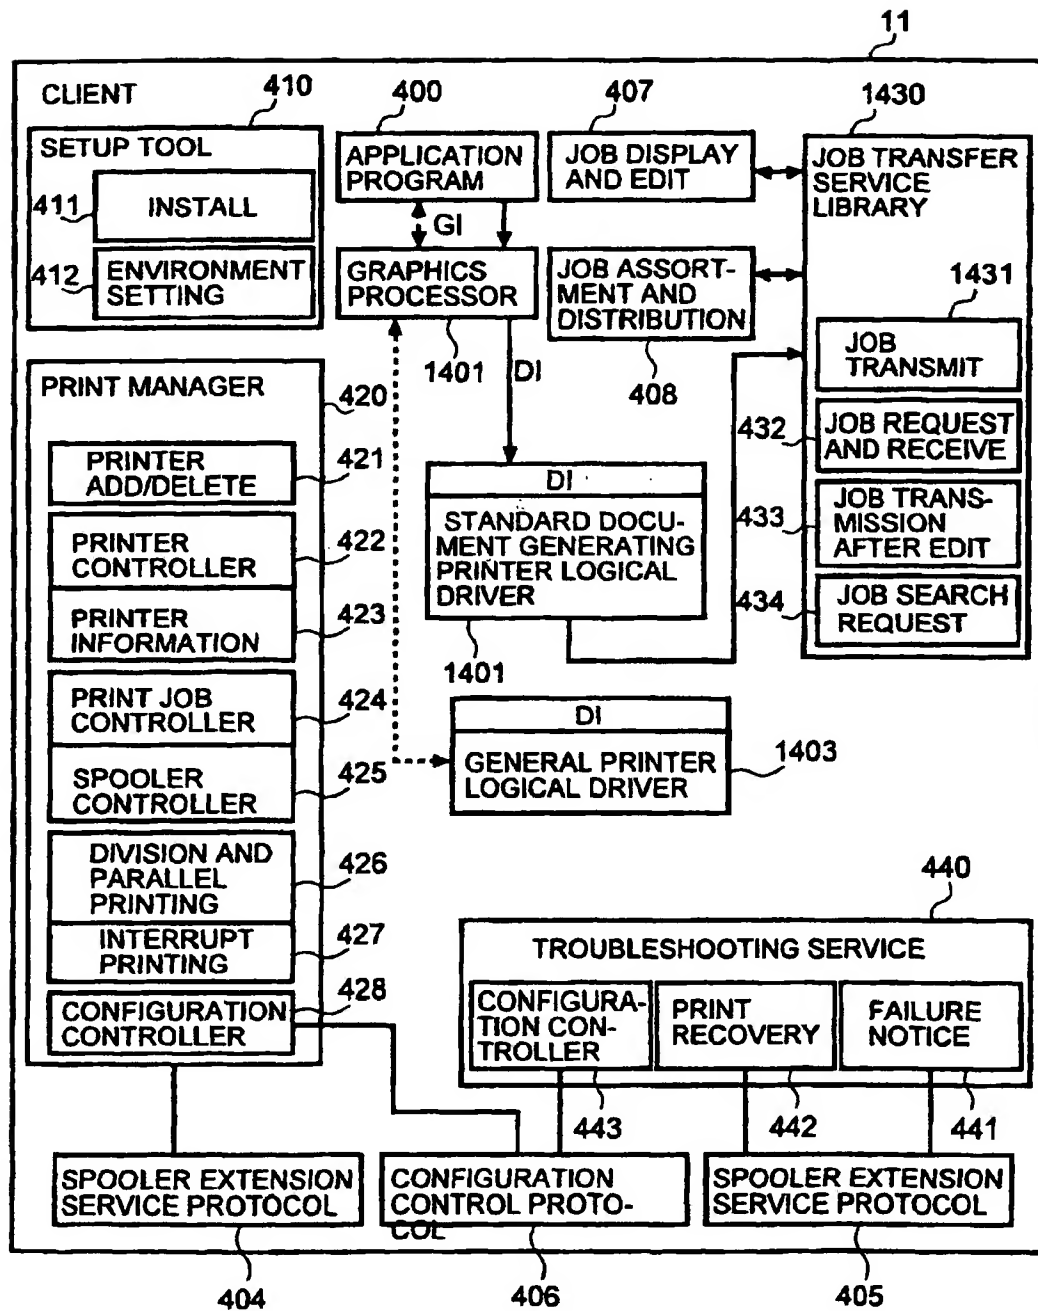 11
CLIENT
410
400
407
1430
SETUP TOOL
411
INSTALL
412
ENVIRONMENT
SETTING
APPLICATION
PROGRAM
GI
GRAPHICS
PROCESSOR
1401
DI
JOB DISPLAY
AND EDIT
JOB ASSORT-
MENT AND
DISTRIBUTION
408
JOB TRANSFER
SERVICE
LIBRARY
1431
JOB
TRANSMIT
432
JOB REQUEST
AND RECEIVE
433
JOB TRANS-
MISSION
AFTER EDIT
434
JOB SEARCH
REQUEST
PRINT MANAGER
420
PRINTER
ADD/DELETE
421
PRINTER
CONTROLLER
422
PRINTER
INFORMATION
423
PRINT JOB
CONTROLLER
424
SPOOLER
CONTROLLER
425
DIVISION AND
PARALLEL
PRINTING
426
INTERRUPT
PRINTING
427
CONFIGURATION
CONTROLLER
428
DI
STANDARD DOCU-
MENT GENERATING
PRINTER LOGICAL
DRIVER
1401
DI
GENERAL PRINTER
LOGICAL DRIVER
1403
440
TROUBLESHOOTING SERVICE
CONFIGURA-
TION CON-
TROLLER
PRINT
RECOVERY
FAILURE
NOTICE
443
442
441
SPOOLER EXTENSION
SERVICE PROTOCOL
CONFIGURATION
CONTROL PROTO-
COL
SPOOLER EXTENSION
SERVICE PROTOCOL
404
406
405